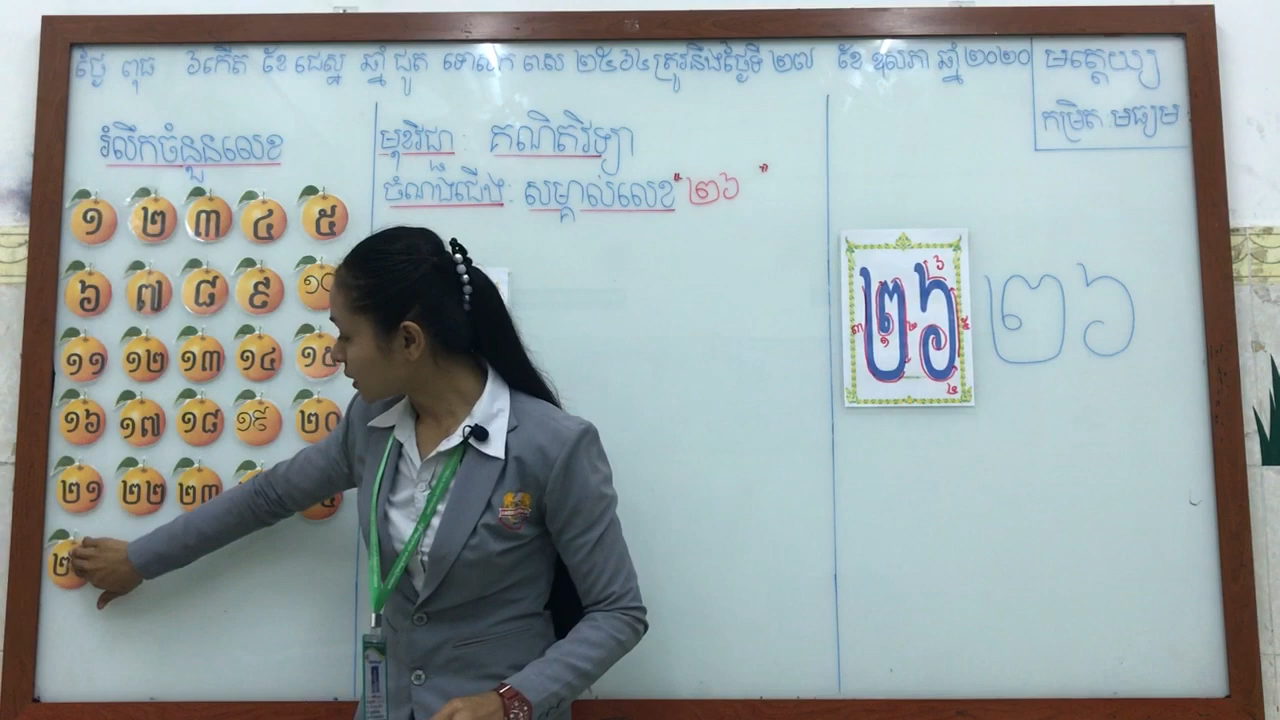 ថ្ងៃ ពុធ ៦កើត ខែ ជេស្ឋ ឆ្នាំ ជូត ទោស័ក ពស ២៥៦៤ ត្រូវនឹងថ្ងៃទី ២៧ ខែ ឧសភា ឆ្នាំ២០២០
មត្តេយ្យ
កម្រិត មធ្យម
រំលឹកចំនួនលេខ
មុខវិជ្ជា : គណិតវិទ្យា
ចំណងជើង : សម្គាល់លេខ "២៦"
១ ២ ៣ ៤ ៥
៦ ៧ ៨ ៩ ១០
១១ ១២ ១៣ ១៤ ១៥
១៦ ១៧ ១៨ ១៩ ២០
២១ ២២ ២៣
២
២៦ ២៦